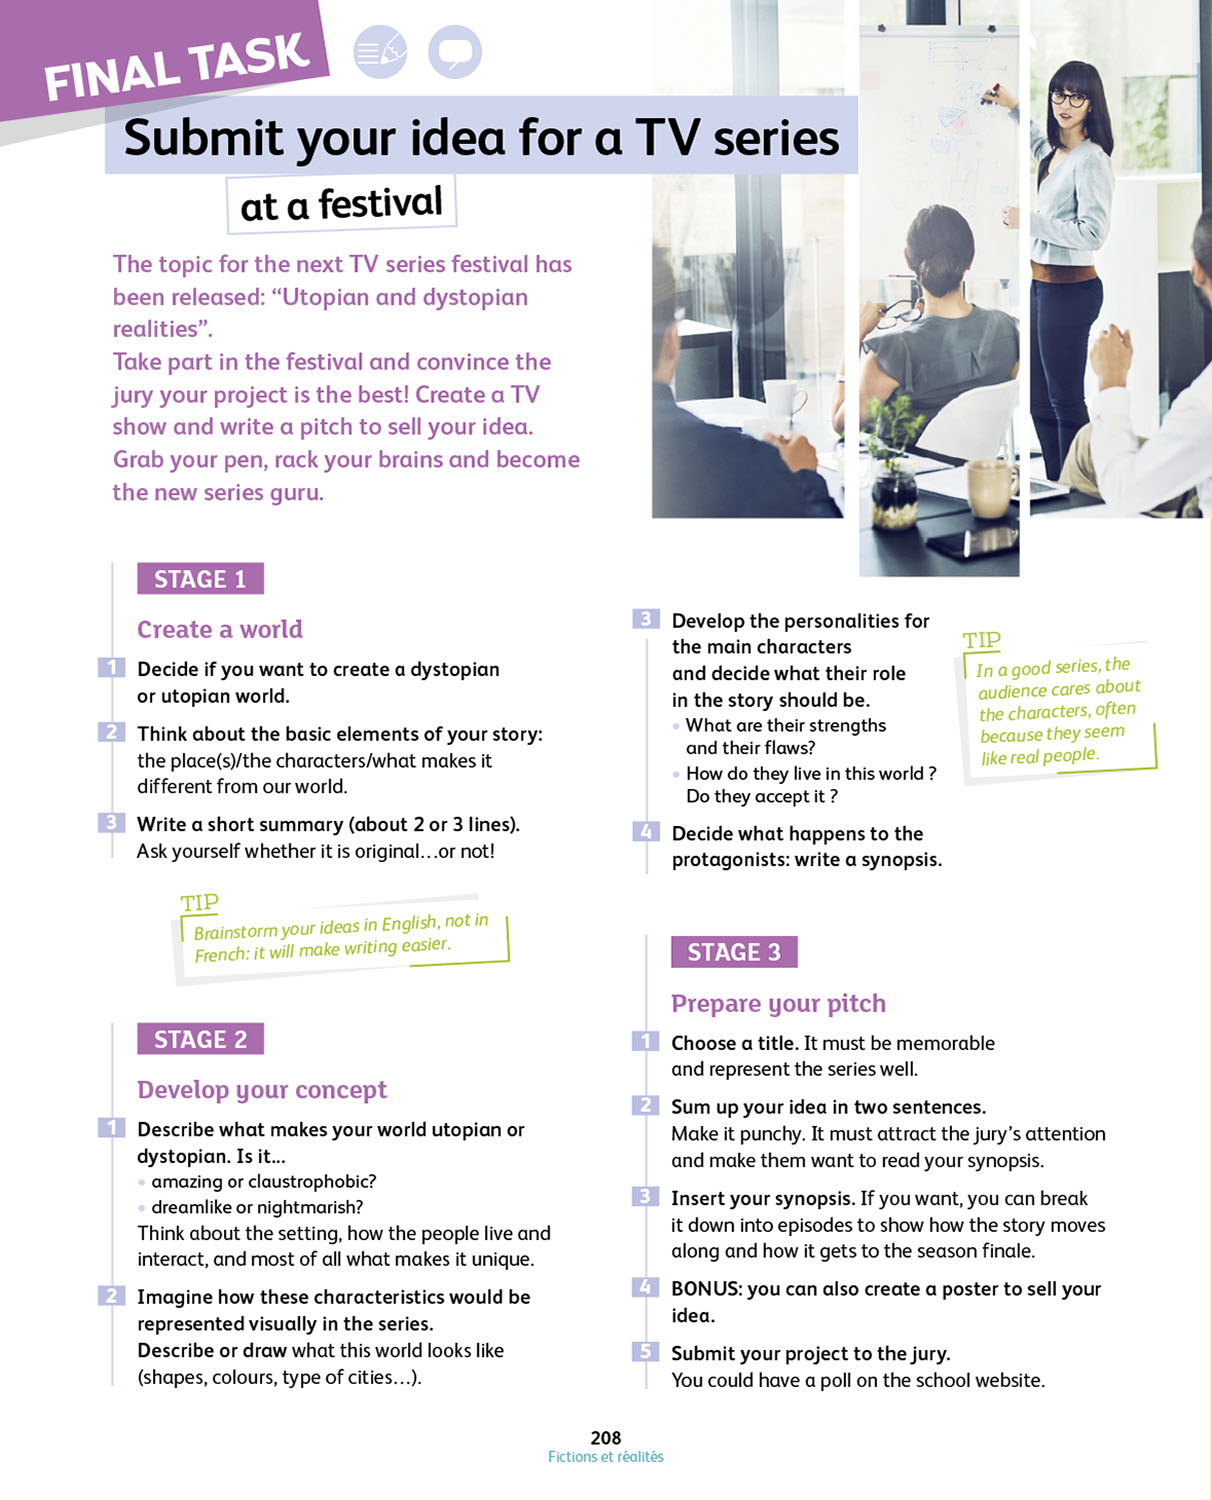 FINAL TASK
Submit your idea for a TV series
at a festival
The topic for the next TV series festival has
been released: “Utopian and dystopian
realities”.
Take part in the festival and convince the
jury your project is the best! Create a TV
show and write a pitch to sell your idea.
Grab your pen, rack your brains and become
the new series guru.
STAGE 1
Create a world
1 Decide if you want to create a dystopian
or utopian world.
2 Think about the basic elements of your story:
the place(s)/the characters/what makes it
different from our world.
3 Write a short summary (about 2 or 3 lines).
Ask yourself whether it is original…or not!
TIP
Brainstorm your ideas in English, not in
French: it will make writing easier.
STAGE 2
Develop your concept
1 Describe what makes your world utopian or
dystopian. Is it...
• amazing or claustrophobic?
• dreamlike or nightmarish?
Think about the setting, how the people live and
interact, and most of all what makes it unique.
2 Imagine how these characteristics would be
represented visually in the series.
Describe or draw what this world looks like
(shapes, colours, type of cities…).
3 Develop the personalities for
the main characters
and decide what their role
in the story should be.
• What are their strengths
and their flaws?
• How do they live in this world ?
Do they accept it ?
4 Decide what happens to the
protagonists: write a synopsis.
TIP
In a good series, the
audience cares about
the characters, often
because they seem
like real people.
STAGE 3
Prepare your pitch
1 Choose a title. It must be memorable
and represent the series well.
2 Sum up your idea in two sentences.
Make it punchy. It must attract the jury’s attention
and make them want to read your synopsis.
3 Insert your synopsis. If you want, you can break
it down into episodes to show how the story moves
along and how it gets to the season finale.
4 BONUS: you can also create a poster to sell your
idea.
5 Submit your project to the jury.
You could have a poll on the school website.
208
Fictions et réalités